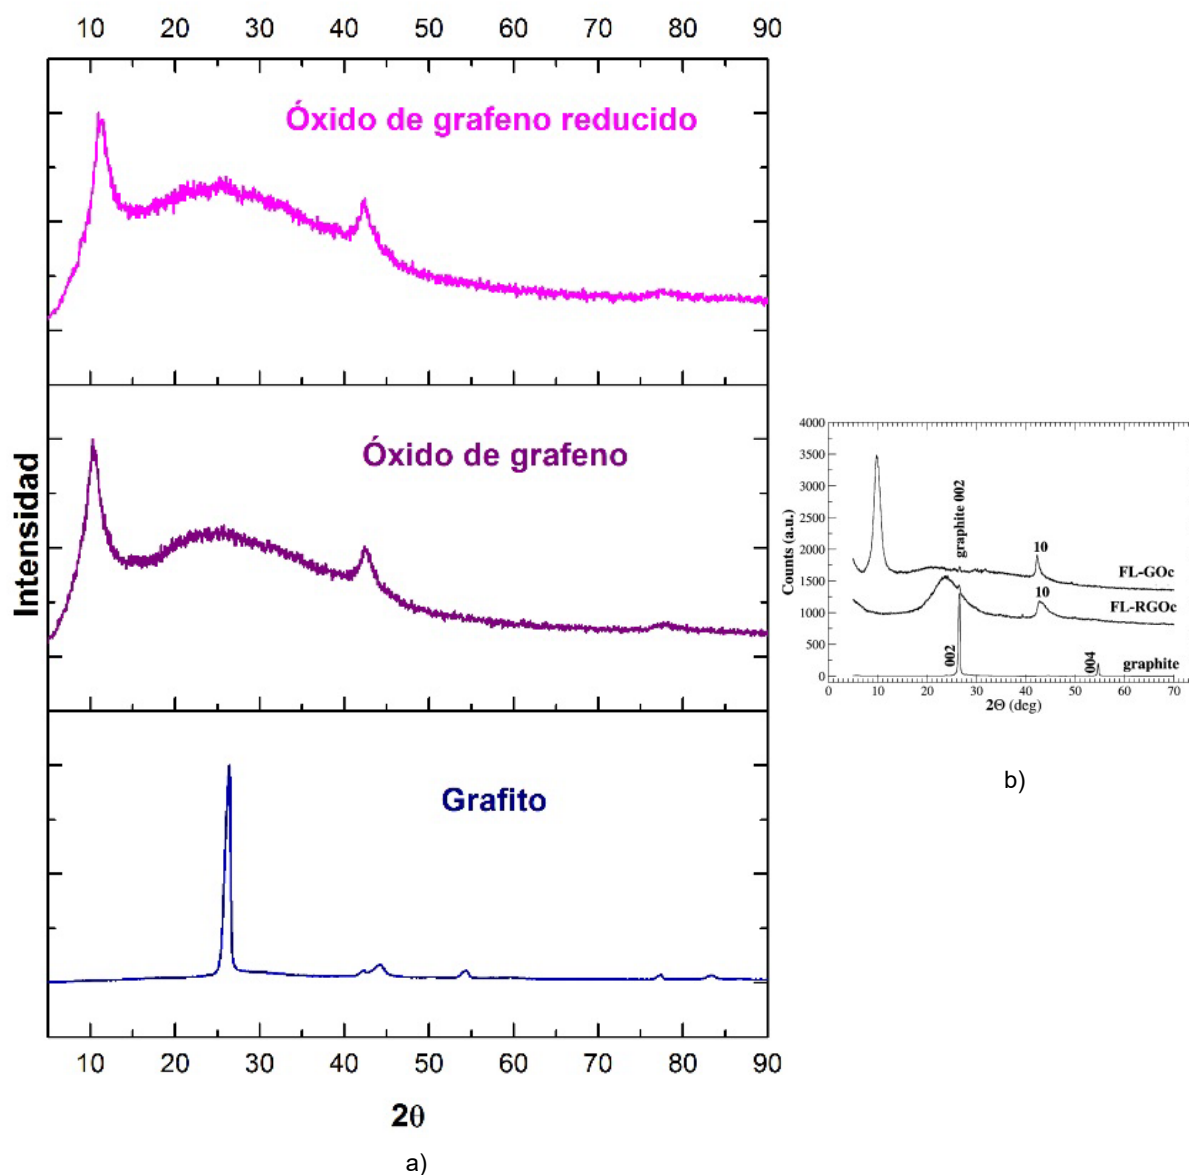 10 20 30 40 50 60 70 80 90
Óxido de grafeno reducido
Óxido de grafeno
Grafito
Intensidad
10 20 30 40 50 60 70 80 90
2θ
a)
4000
3500
3000
2500
2000
1500
1000
500
0
Counts (a.u.)
graphite 002
10
FL-GOc
10
FL-RGOc
002
004
graphite
0 10 20 30 40 50 60 70
2Θ (deg)
b)